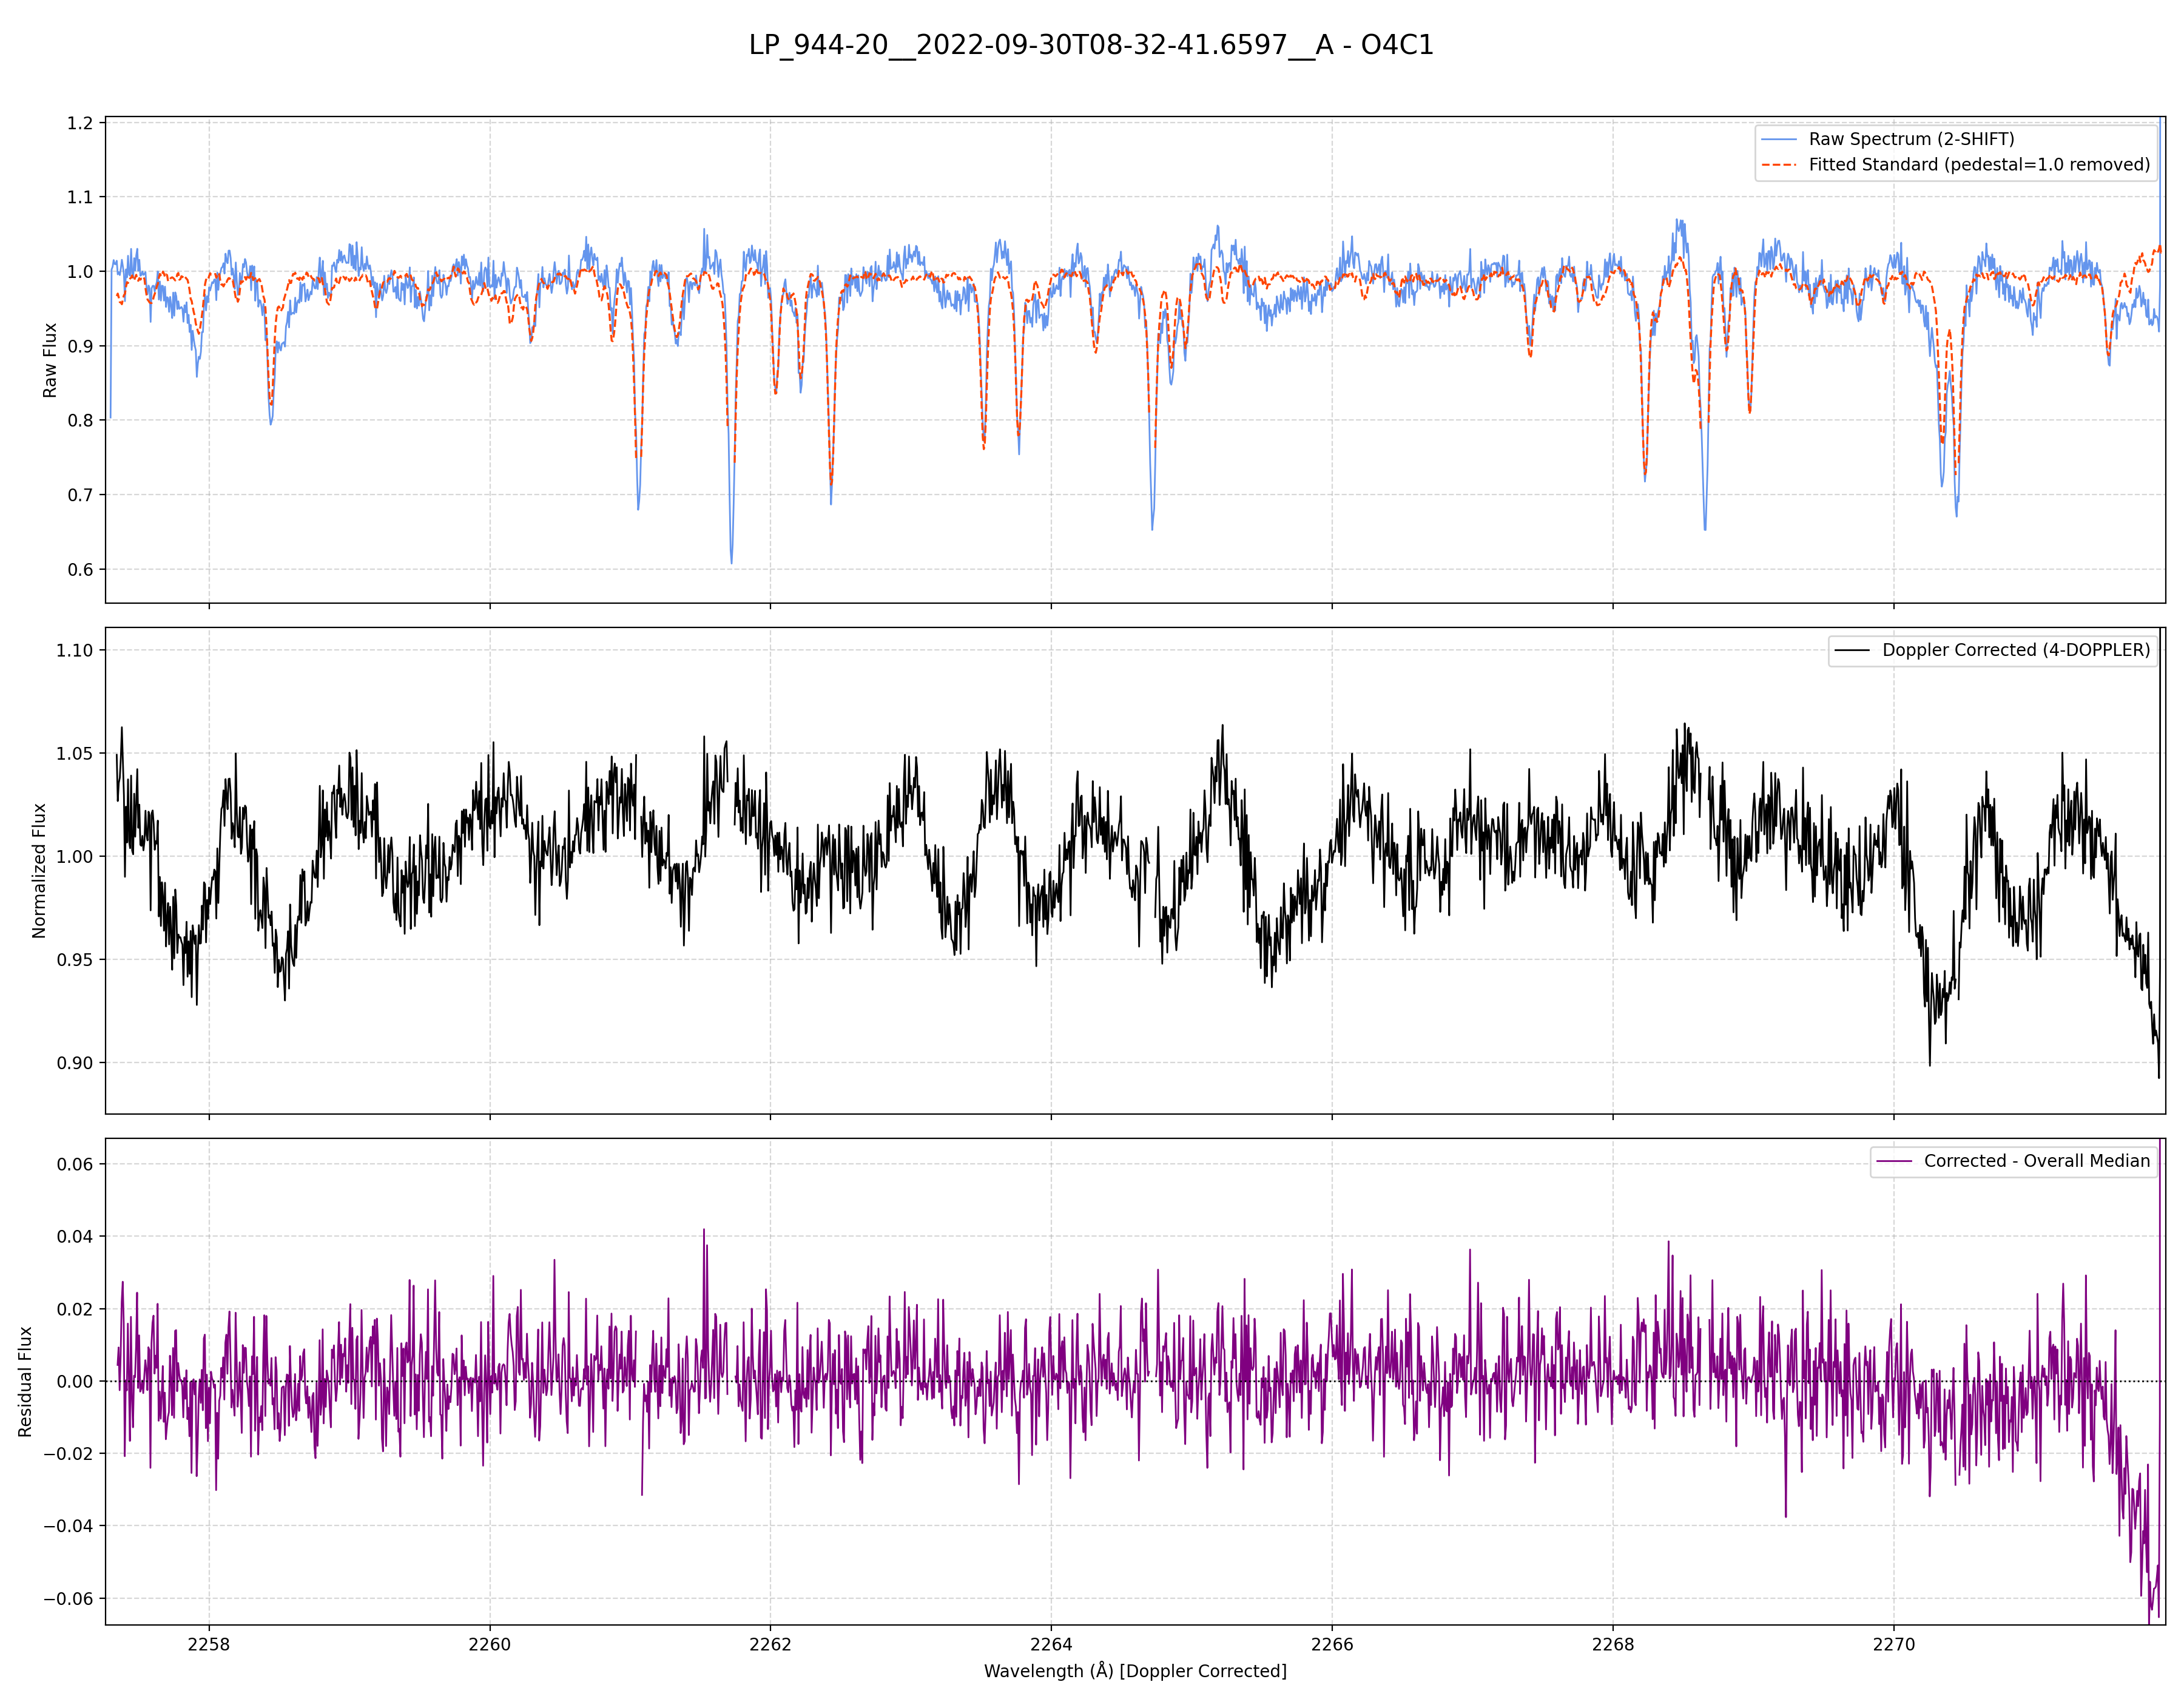 LP_944-20__2022-09-30T08-32-41.6597__A - O4C1
1.2
1.1
1.0
0.9
0.8
0.7
0.6
Raw Flux
Raw Spectrum (2-SHIFT)
Fitted Standard (pedestal=1.0 removed)
1.10
1.05
1.00
0.95
0.90
Normalized Flux
Doppler Corrected (4-DOPPLER)
0.06
0.04
0.02
0.00
−0.02
−0.04
−0.06
Residual Flux
Corrected - Overall Median
2258 2260 2262 2264 2266 2268 2270
Wavelength (Å) [Doppler Corrected]